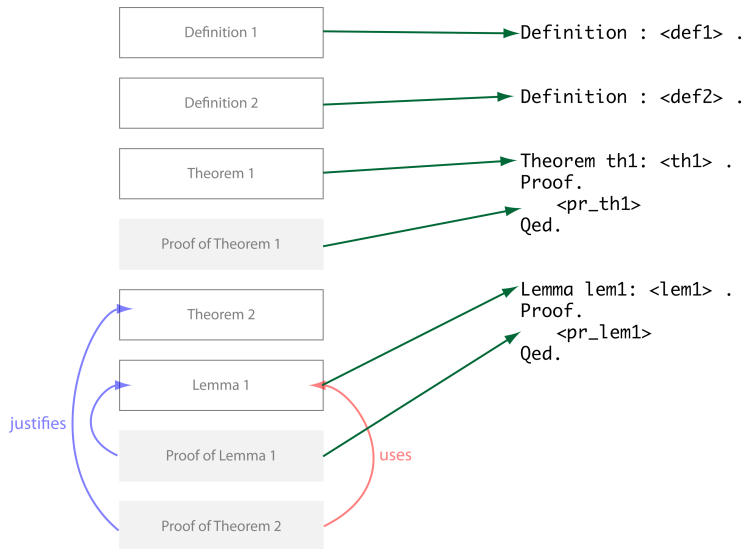 Definition 1
Definition : <def1> .
Definition 2
Definition : <def2> .
Theorem 1
Theorem th1: <th1> .
Proof.
<pr_th1>
Qed.
Proof of Theorem 1
Theorem 2
Lemma lem1: <lem1> .
Proof.
<pr_lem1>
Qed.
Lemma 1
justifies
Proof of Lemma 1
uses
Proof of Theorem 2